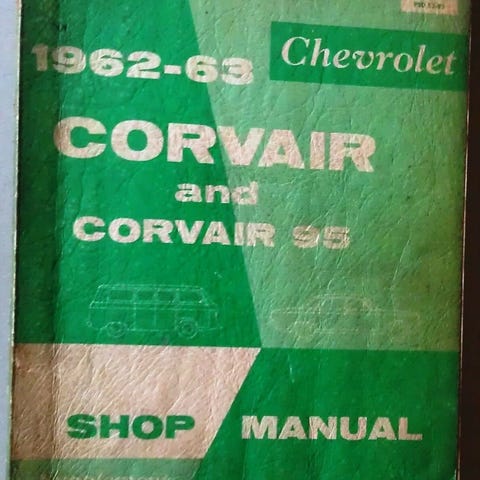 Chevrolet
1962-63
CORVAIR
and
CORVAIR 95
SHOP MANUAL